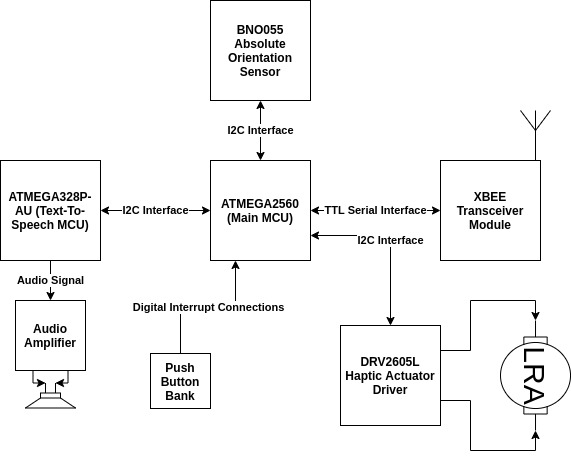 BNO055
Absolute
Orientation
Sensor
I2C Interface
ATMEGA328P-
AU (Text-To-
Speech MCU)
I2C Interface
ATMEGA2560
(Main MCU)
TTL Serial Interface
XBEE
Transceiver
Module
I2C Interface
Audio Signal
Digital Interrupt Connections
Audio
Amplifier
Push
Button
Bank
DRV2605L
Haptic Actuator
Driver
LRA